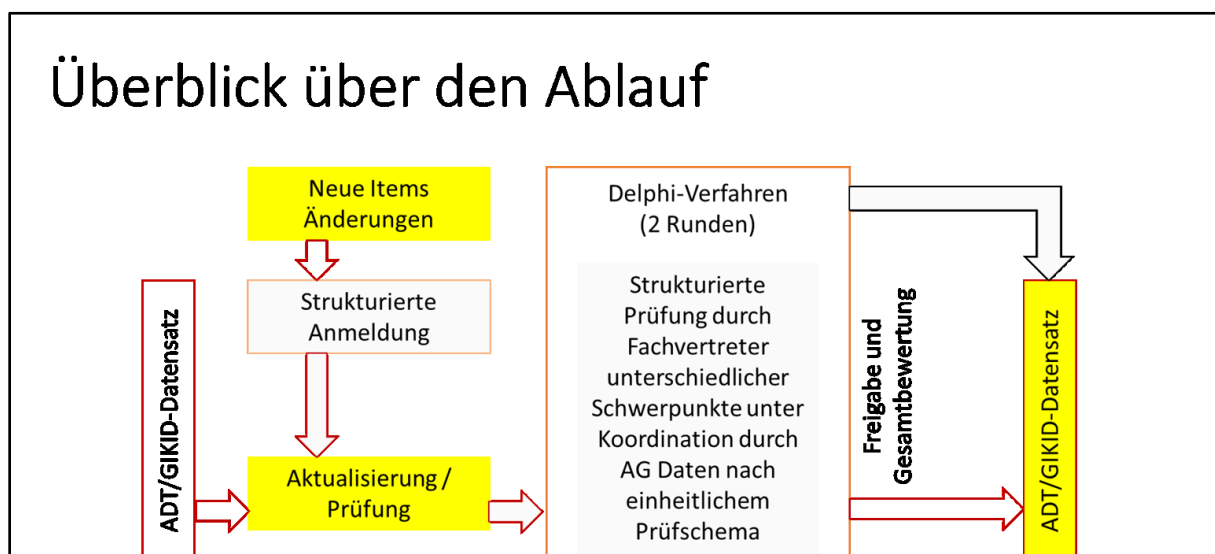 Überblick über den Ablauf
Neue Items
Änderungen
Strukturierte
Anmeldung
ADT/GIKID-Datensatz
Aktualisierung /
Prüfung
Delphi-Verfahren
(2 Runden)
Strukturierte
Prüfung durch
Fachvertreter
unterschiedlicher
Schwerpunkte unter
Koordination durch
AG Daten nach
einheitlichem
Prüfschema
Freigabe und
Gesamtbewertung
ADT/GIKID-Datensatz